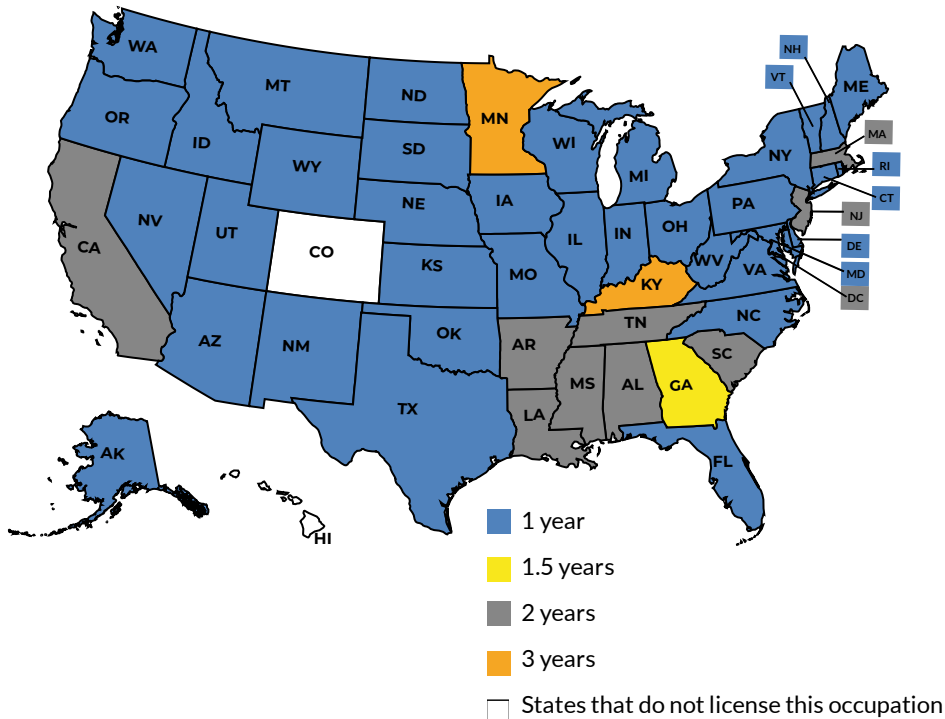 WA
MT
ND
MN
OR
ID
WY
SD
WI
MI
NY
NH
VT
ME
MA
RI
CT
NJ
DE
MD
DC
NV
UT
CO
NE
IA
IL
IN
OH
PA
CA
KS
MO
WV
VA
KY
AZ
NM
OK
AR
TN
NC
SC
TX
LA
MS
AL
GA
FL
AK
HI
1 year
1.5 years
2 years
3 years
States that do not license this occupation